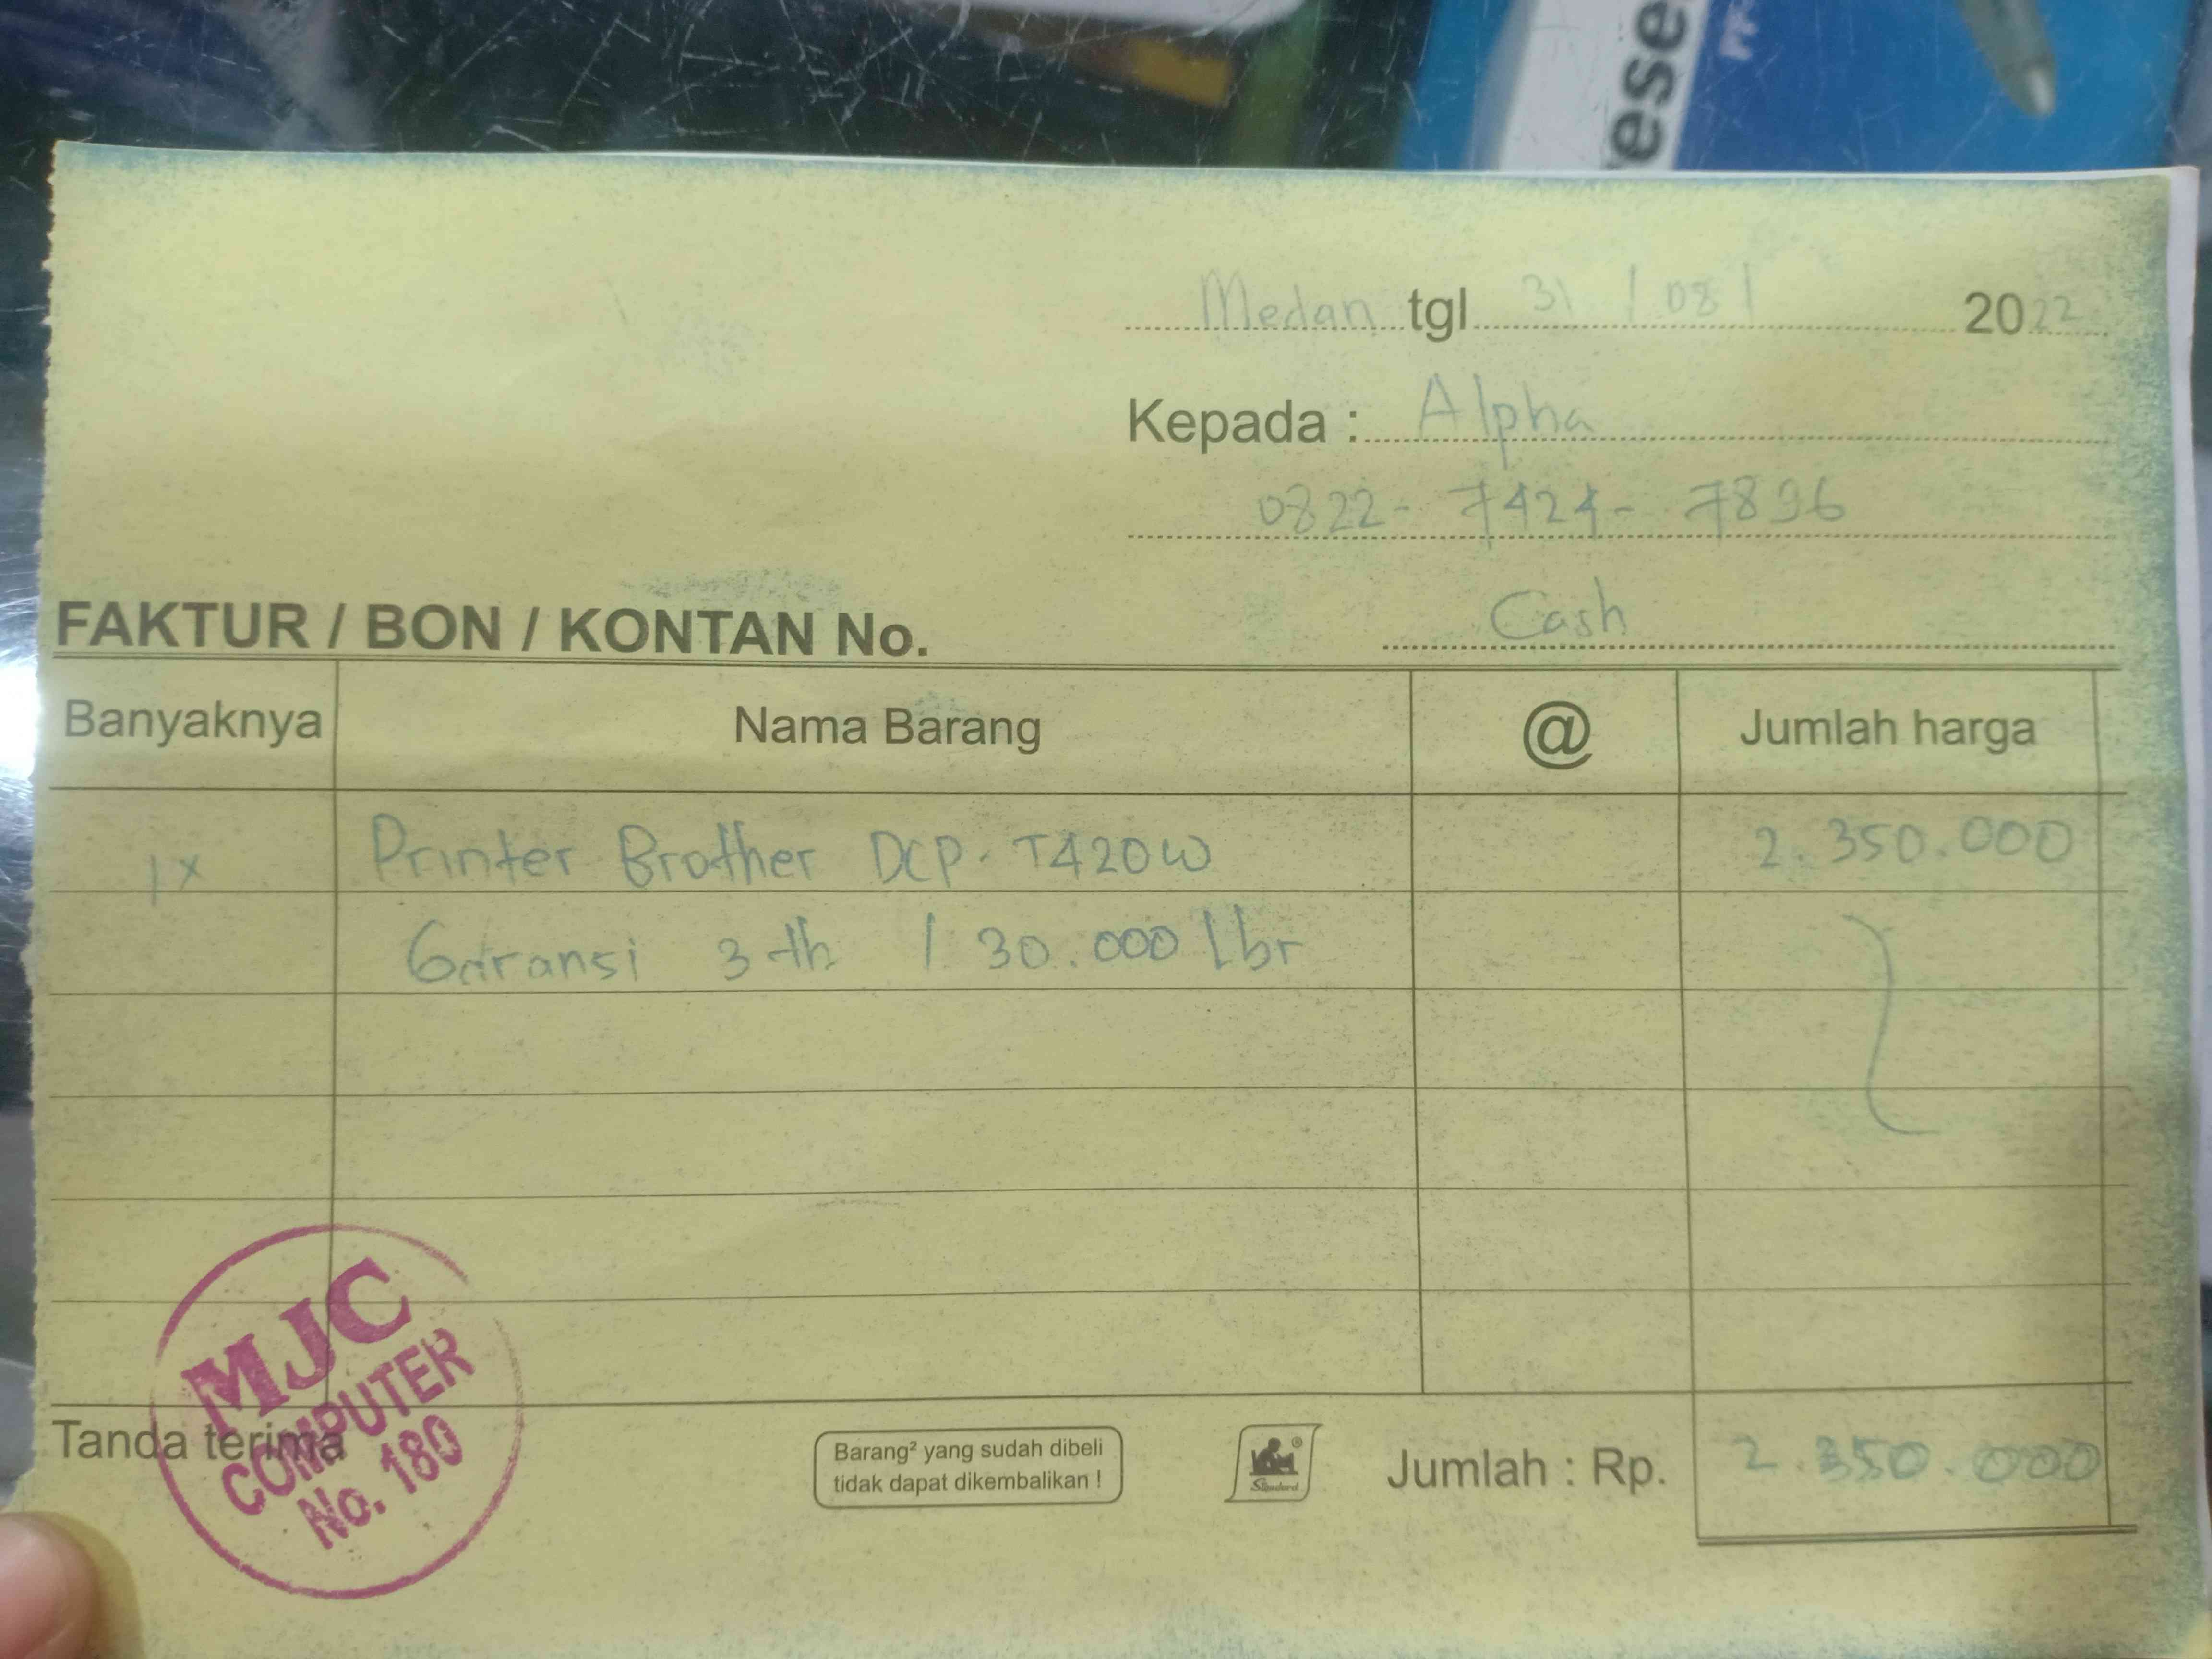 ese
Medan tgl 31 / 08 / 2022
Kepada : Alpha
0822- 7424- 7896
FAKTUR / BON / KONTAN No. Cash
Banyaknya Nama Barang @ Jumlah harga
1x Printer Brother DCP- T420W 2.350.000
Garansi 3 th / 30.000 lbr
MJC
COMPUTER
No. 180
Tanda terima
Barang² yang sudah dibeli
tidak dapat dikembalikan !
Standard
Jumlah : Rp. 2.350.000